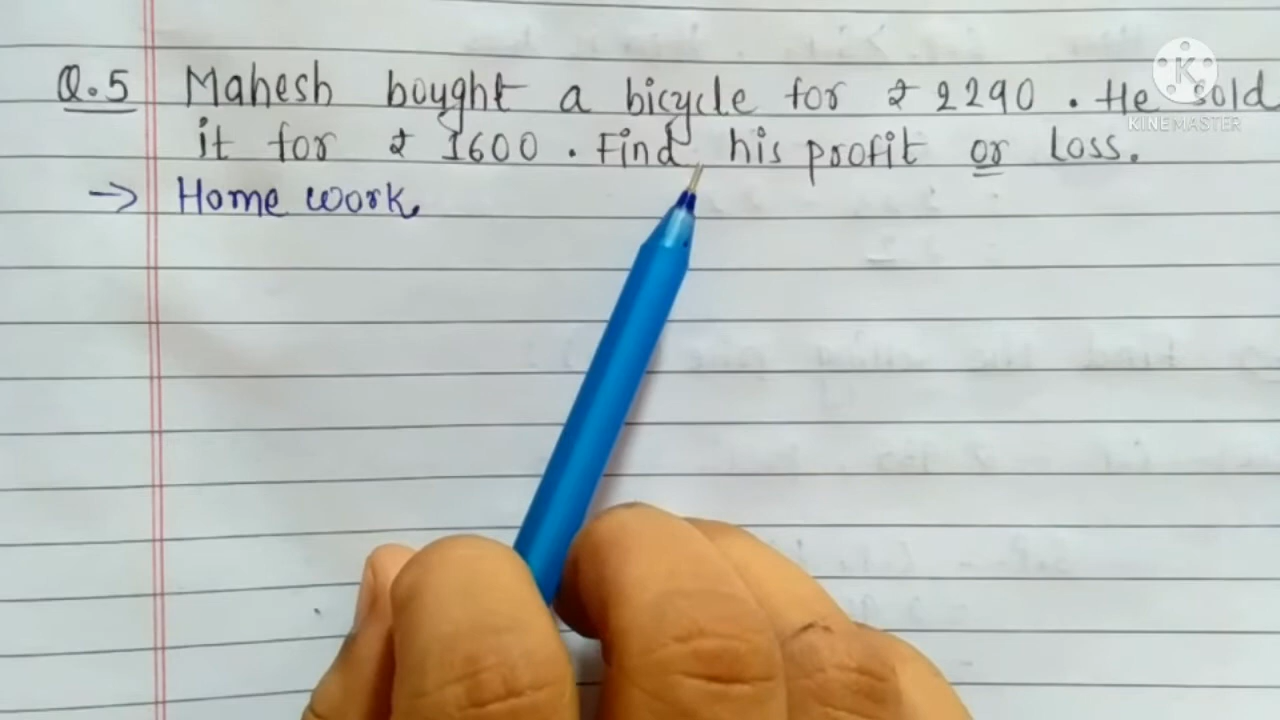 Q.5 Mahesh bought a bicycle for ₹ 2290. He sold
it for ₹ 1600. Find his profit or loss.
→ Home work
KINEMASTER